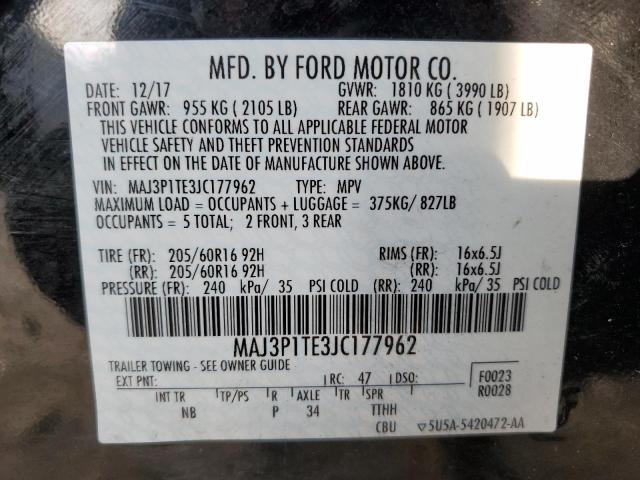 MFD. BY FORD MOTOR CO.
DATE: 12/17 GVWR: 1810 KG ( 3990 LB)
FRONT GAWR: 955 KG ( 2105 LB) REAR GAWR: 865 KG ( 1907 LB)
THIS VEHICLE CONFORMS TO ALL APPLICABLE FEDERAL MOTOR
VEHICLE SAFETY AND THEFT PREVENTION STANDARDS
IN EFFECT ON THE DATE OF MANUFACTURE SHOWN ABOVE.
VIN: MAJ3P1TE3JC177962 TYPE: MPV
MAXIMUM LOAD = OCCUPANTS + LUGGAGE = 375KG/ 827LB
OCCUPANTS = 5 TOTAL; 2 FRONT, 3 REAR
TIRE (FR): 205/60R16 92H RIMS (FR): 16x6.5J
(RR): 205/60R16 92H (RR): 16x6.5J
PRESSURE (FR): 240 kPa/ 35 PSI COLD (RR): 240 kPa/ 35 PSI COLD
MAJ3P1TE3JC177962
TRAILER TOWING - SEE OWNER GUIDE
EXT PNT: RC: 47 DSO: F0023
R0028
INT TR TP/PS R AXLE TR SPR
NB P 34 TTHH
CBU ▽5U5A-5420472-AA